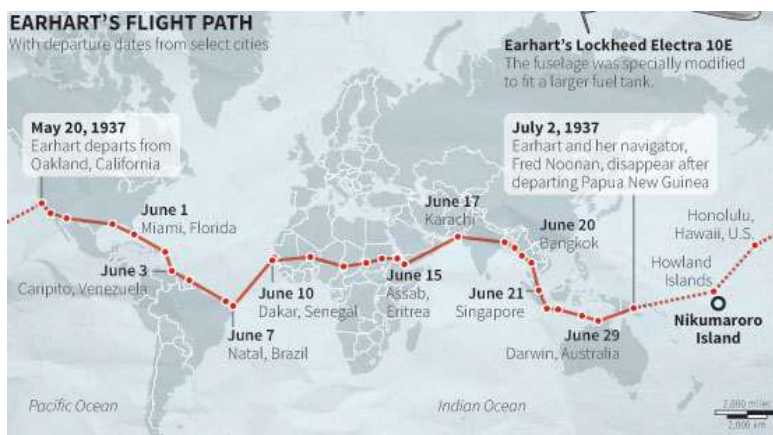 EARHART'S FLIGHT PATH
With departure dates from select cities
Earhart's Lockheed Electra 10E
The fuselage was specially modified
to fit a larger fuel tank.
May 20, 1937
Earhart departs from
Oakland, California
July 2, 1937
Earhart and her navigator,
Fred Noonan, disappear after
departing Papua New Guinea
June 1
Miami, Florida
June 3
Caripito, Venezuela
June 7
Natal, Brazil
June 10
Dakar, Senegal
June 15
Assab,
Eritrea
June 17
Karachi
June 20
Bangkok
June 21
Singapore
June 29
Darwin, Australia
Honolulu,
Hawaii, U.S.
Howland
Islands
Nikumaroro
Island
Pacific Ocean
Indian Ocean
2,000 miles
2,000 km